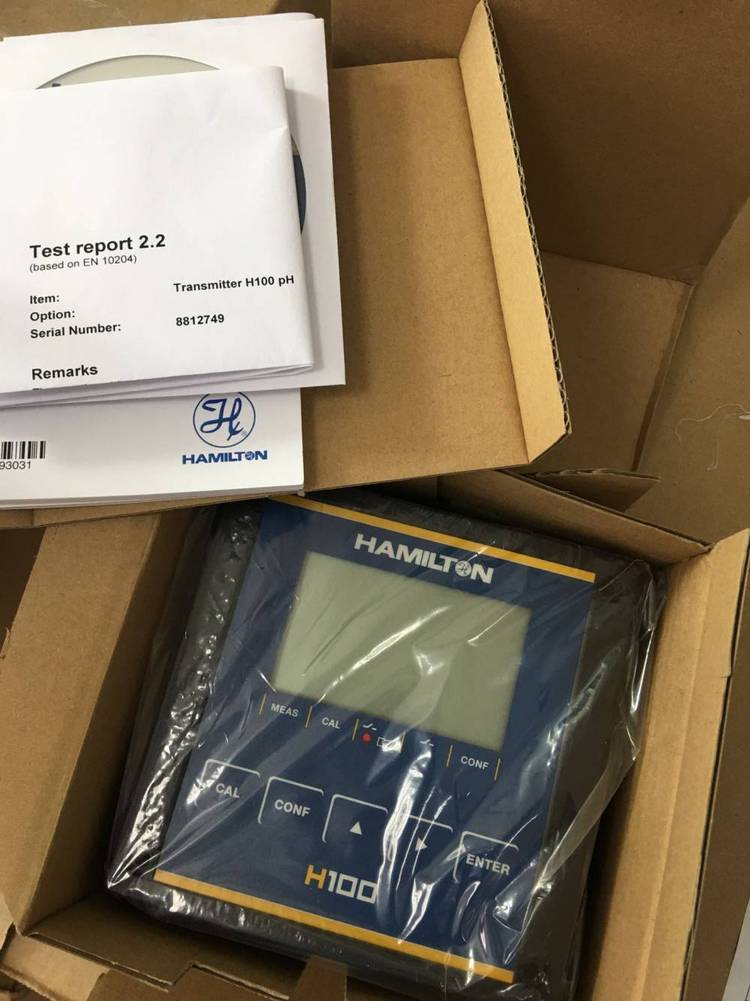 Test report 2.2
(based on EN 10204)
Item: Transmitter H100 pH
Option:
Serial Number: 8812749
Remarks
H
HAMILTON
93031
HAMILTON
MEAS CAL CONF
CAL CONF ▲ ▶ ENTER
H100